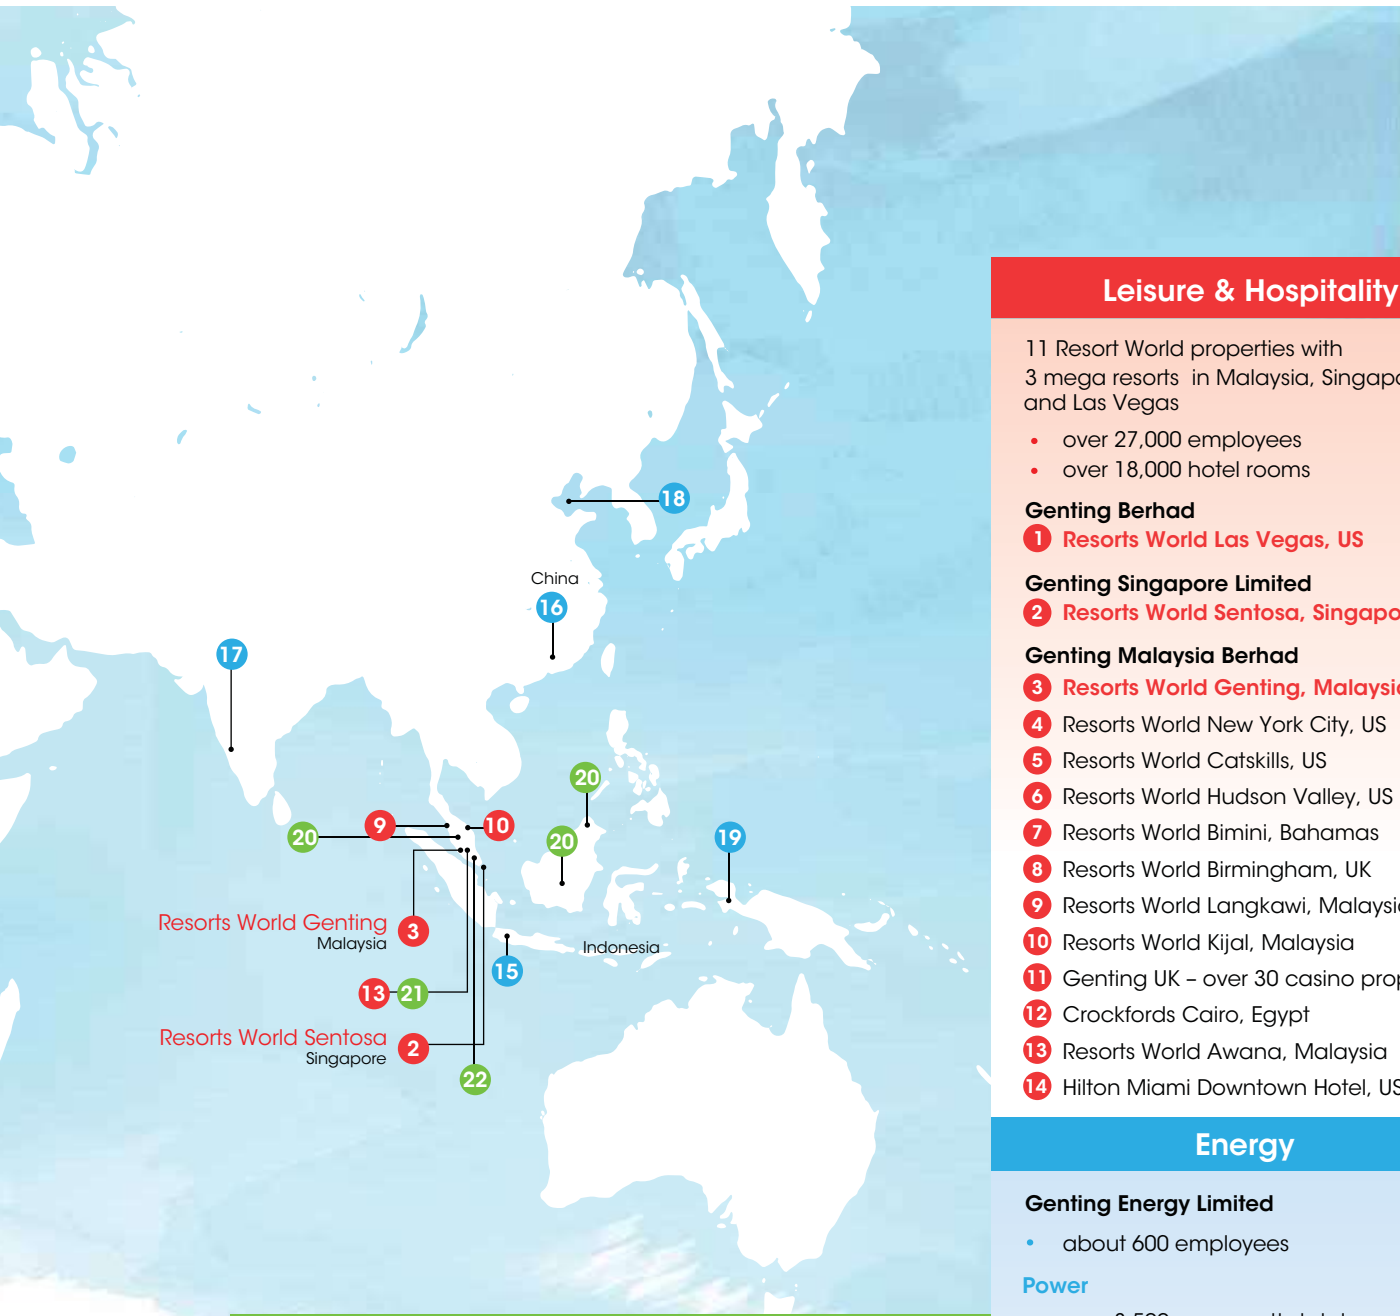 18
China
16
17
20
9
10
20
20
19
Resorts World Genting
Malaysia
3
Indonesia
15
13
21
Resorts World Sentosa
Singapore
2
22
Leisure & Hospitality
11 Resort World properties with
3 mega resorts in Malaysia, Singapo
and Las Vegas
• over 27,000 employees
• over 18,000 hotel rooms
Genting Berhad
1 Resorts World Las Vegas, US
Genting Singapore Limited
2 Resorts World Sentosa, Singapo
Genting Malaysia Berhad
3 Resorts World Genting, Malaysia
4 Resorts World New York City, US
5 Resorts World Catskills, US
6 Resorts World Hudson Valley, US
7 Resorts World Bimini, Bahamas
8 Resorts World Birmingham, UK
9 Resorts World Langkawi, Malaysia
10 Resorts World Kijal, Malaysia
11 Genting UK – over 30 casino prop
12 Crockfords Cairo, Egypt
13 Resorts World Awana, Malaysia
14 Hilton Miami Downtown Hotel, US
Energy
Genting Energy Limited
• about 600 employees
Power